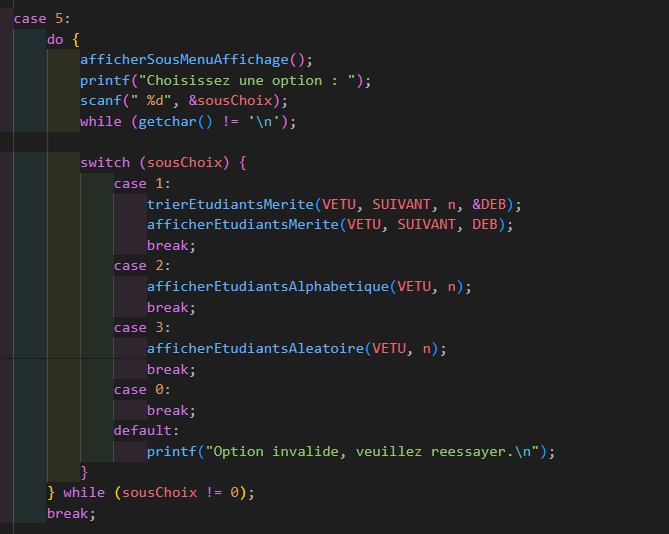 case 5:
    do {
        afficherSousMenuAffichage();
        printf("Choisissez une option : ");
        scanf(" %d", &sousChoix);
        while (getchar() != '\n');

        switch (sousChoix) {
            case 1:
                trierEtudiantsMerite(VETU, SUIVANT, n, &DEB);
                afficherEtudiantsMerite(VETU, SUIVANT, DEB);
                break;
            case 2:
                afficherEtudiantsAlphabetique(VETU, n);
                break;
            case 3:
                afficherEtudiantsAleatoire(VETU, n);
                break;
            case 0:
                break;
            default:
                printf("Option invalide, veuillez reessayer.\n");
        }
    } while (sousChoix != 0);
    break;